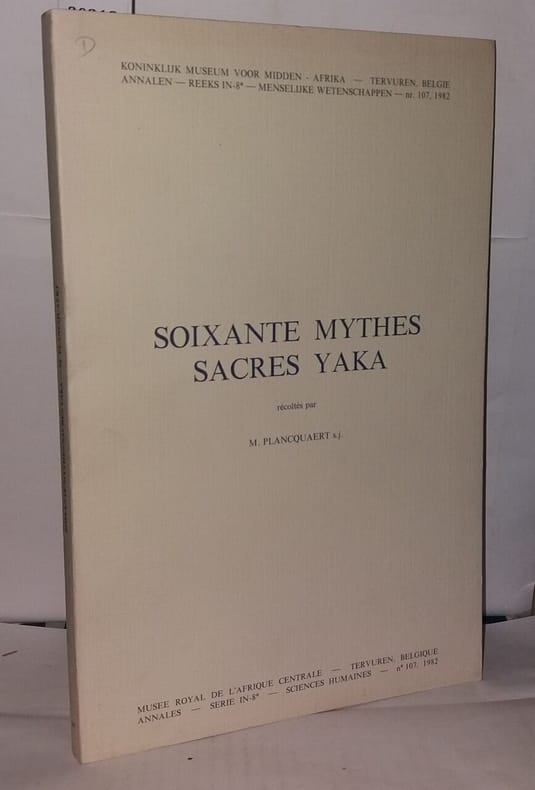 D
KONINKLIJK MUSEUM VOOR MIDDEN - AFRIKA — TERVUREN, BELGIE
ANNALEN — REEKS IN-8° — MENSELIJKE WETENSCHAPPEN — nr. 107, 1982
SOIXANTE MYTHES
SACRES YAKA
récoltés par
M. PLANCQUAERT s.j.
MUSEE ROYAL DE L'AFRIQUE CENTRALE — TERVUREN, BELGIQUE
ANNALES — SERIE IN-8° — SCIENCES HUMAINES — n° 107, 1982